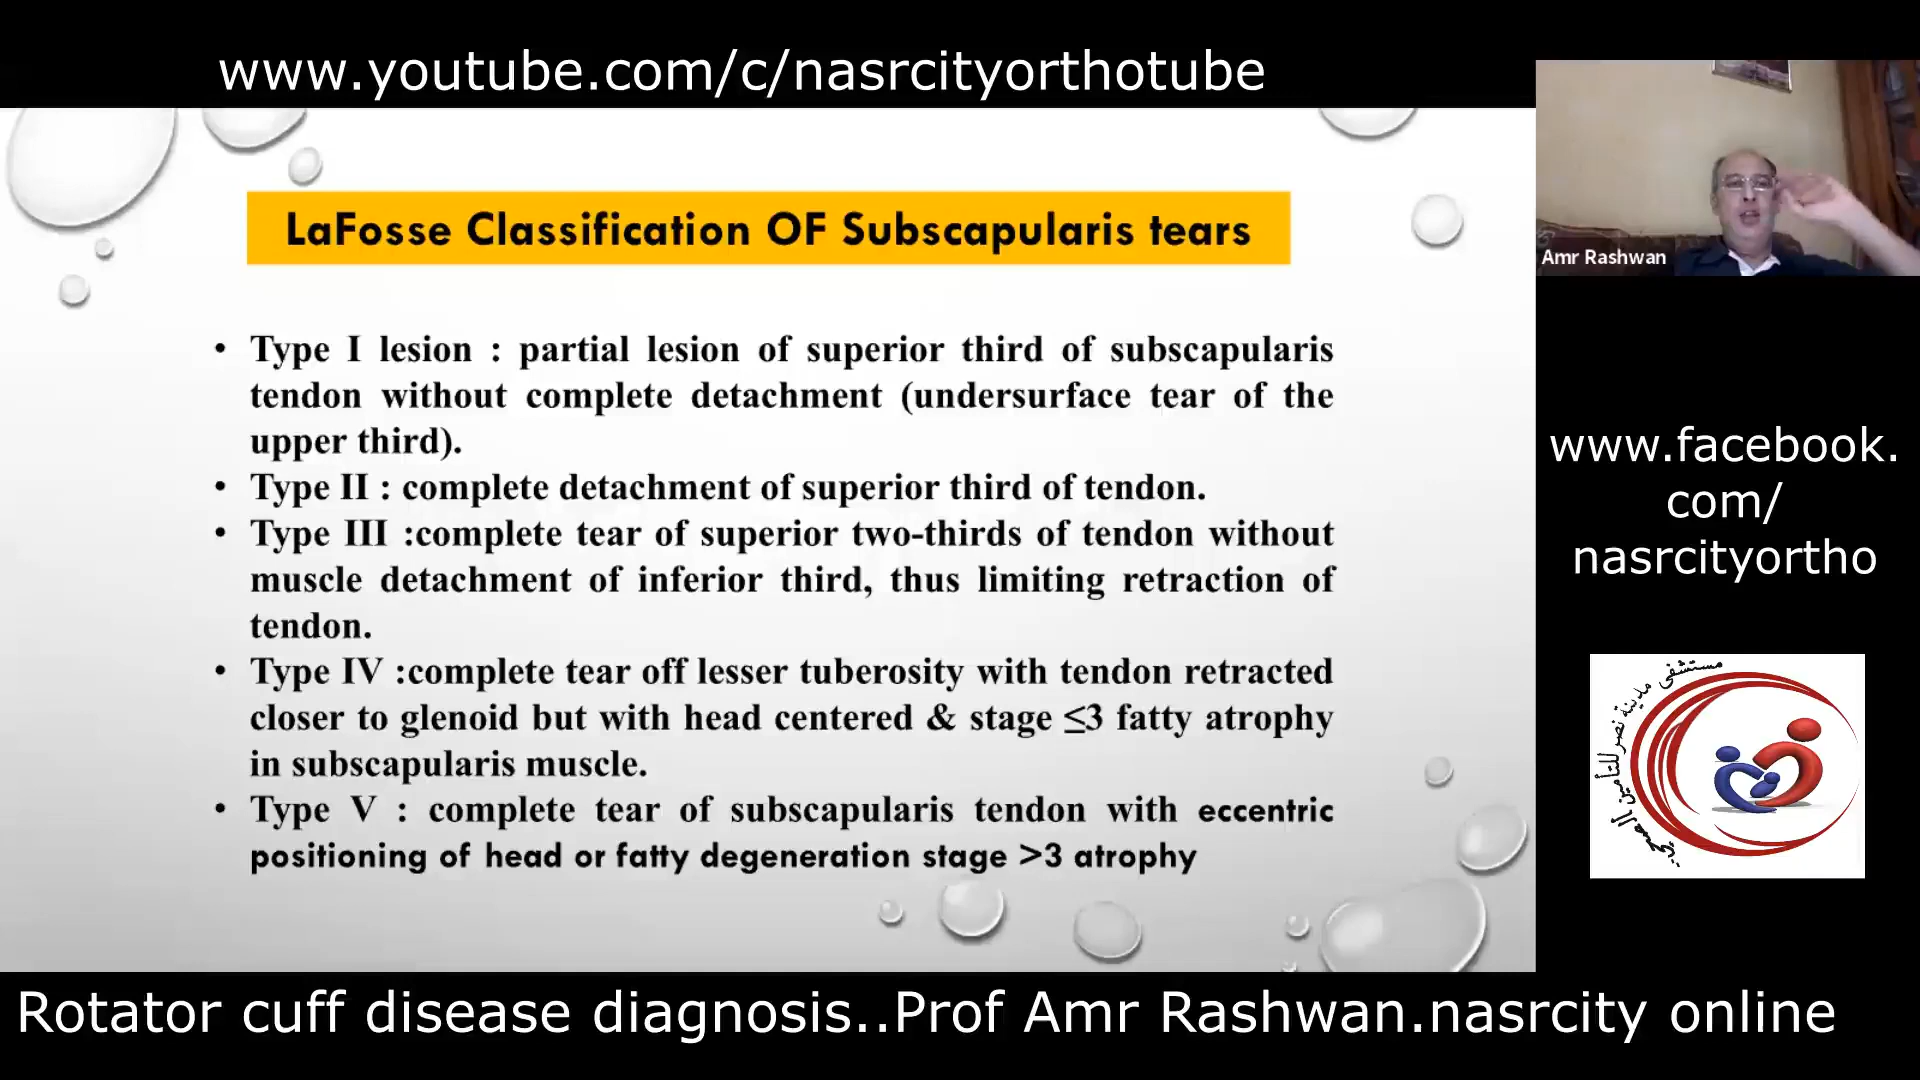 www.youtube.com/c/nasrcityorthotube
LaFosse Classification OF Subscapularis tears
• Type I lesion : partial lesion of superior third of subscapularis
tendon without complete detachment (undersurface tear of the
upper third).
• Type II : complete detachment of superior third of tendon.
• Type III :complete tear of superior two-thirds of tendon without
muscle detachment of inferior third, thus limiting retraction of
tendon.
• Type IV :complete tear off lesser tuberosity with tendon retracted
closer to glenoid but with head centered & stage ≤3 fatty atrophy
in subscapularis muscle.
• Type V : complete tear of subscapularis tendon with eccentric
positioning of head or fatty degeneration stage >3 atrophy
Amr Rashwan
www.facebook.
com/
nasrcityortho
مستشفى مدينة نصر للتأمين الصحي
Rotator cuff disease diagnosis..Prof Amr Rashwan.nasrcity online